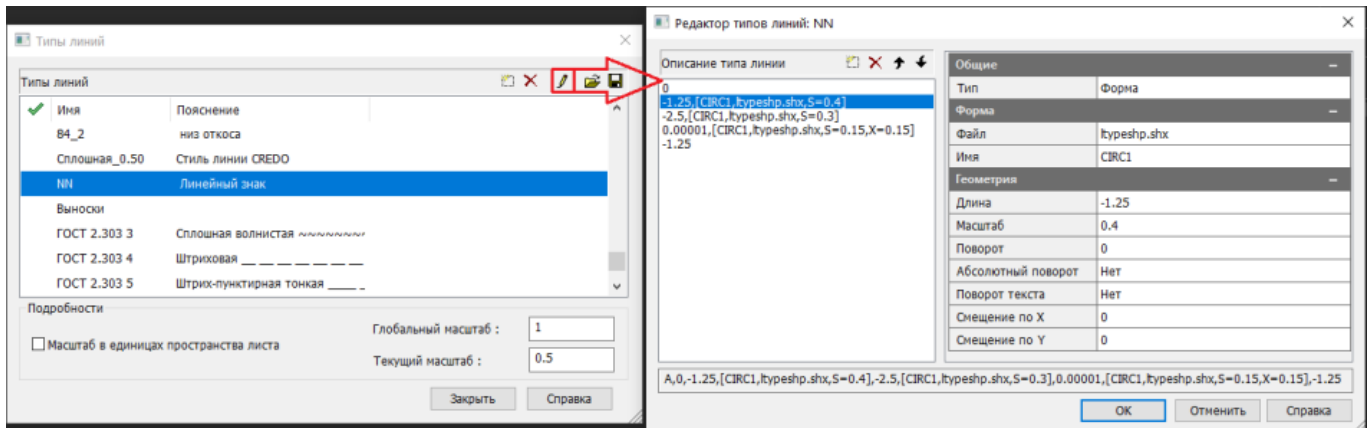 Типы линий
Типы линий
Имя Пояснение
84_2 низ откоса
Сплошная_0.50 Стиль линии CREDO
NN Линейный знак
Выноски
ГОСТ 2.303 3 Сплошная волнистая ~~~~~~~
ГОСТ 2.303 4 Штриховая __ __ __ __ __ __
ГОСТ 2.303 5 Штрих-пунктирная тонкая ____ _
Подробности
Масштаб в единицах пространства листа
Глобальный масштаб : 1
Текущий масштаб : 0.5
Закрыть Справка
Редактор типов линий: NN
Описание типа линии
0
-1.25,[CIRC1,ltypeshp.shx,S=0.4]
-2.5,[CIRC1,ltypeshp.shx,S=0.3]
0.00001,[CIRC1,ltypeshp.shx,S=0.15,X=0.15]
-1.25
Общие
Тип Форма
Форма
Файл ltypeshp.shx
Имя CIRC1
Геометрия
Длина -1.25
Масштаб 0.4
Поворот 0
Абсолютный поворот Нет
Поворот текста Нет
Смещение по X 0
Смещение по Y 0
A,0,-1.25,[CIRC1,ltypeshp.shx,S=0.4],-2.5,[CIRC1,ltypeshp.shx,S=0.3],0.00001,[CIRC1,ltypeshp.shx,S=0.15,X=0.15],-1.25
OK Отменить Справка